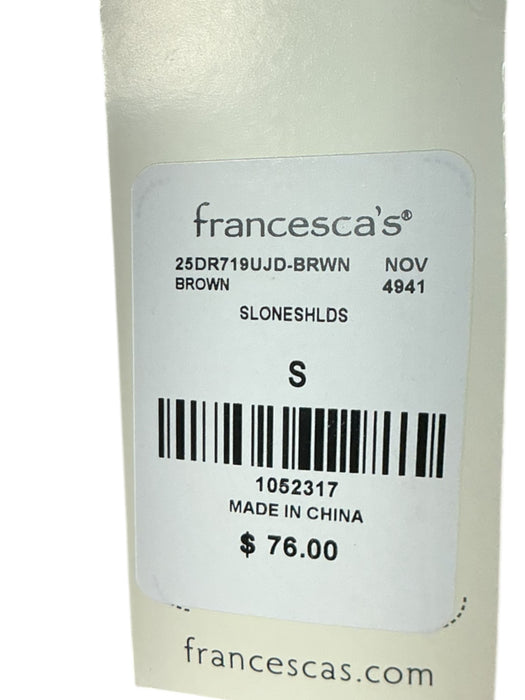 francesca's®
25DR719UJD-BRWN NOV
BROWN 4941
SLONESHLDS
S
1052317
MADE IN CHINA
$ 76.00
francescas.com